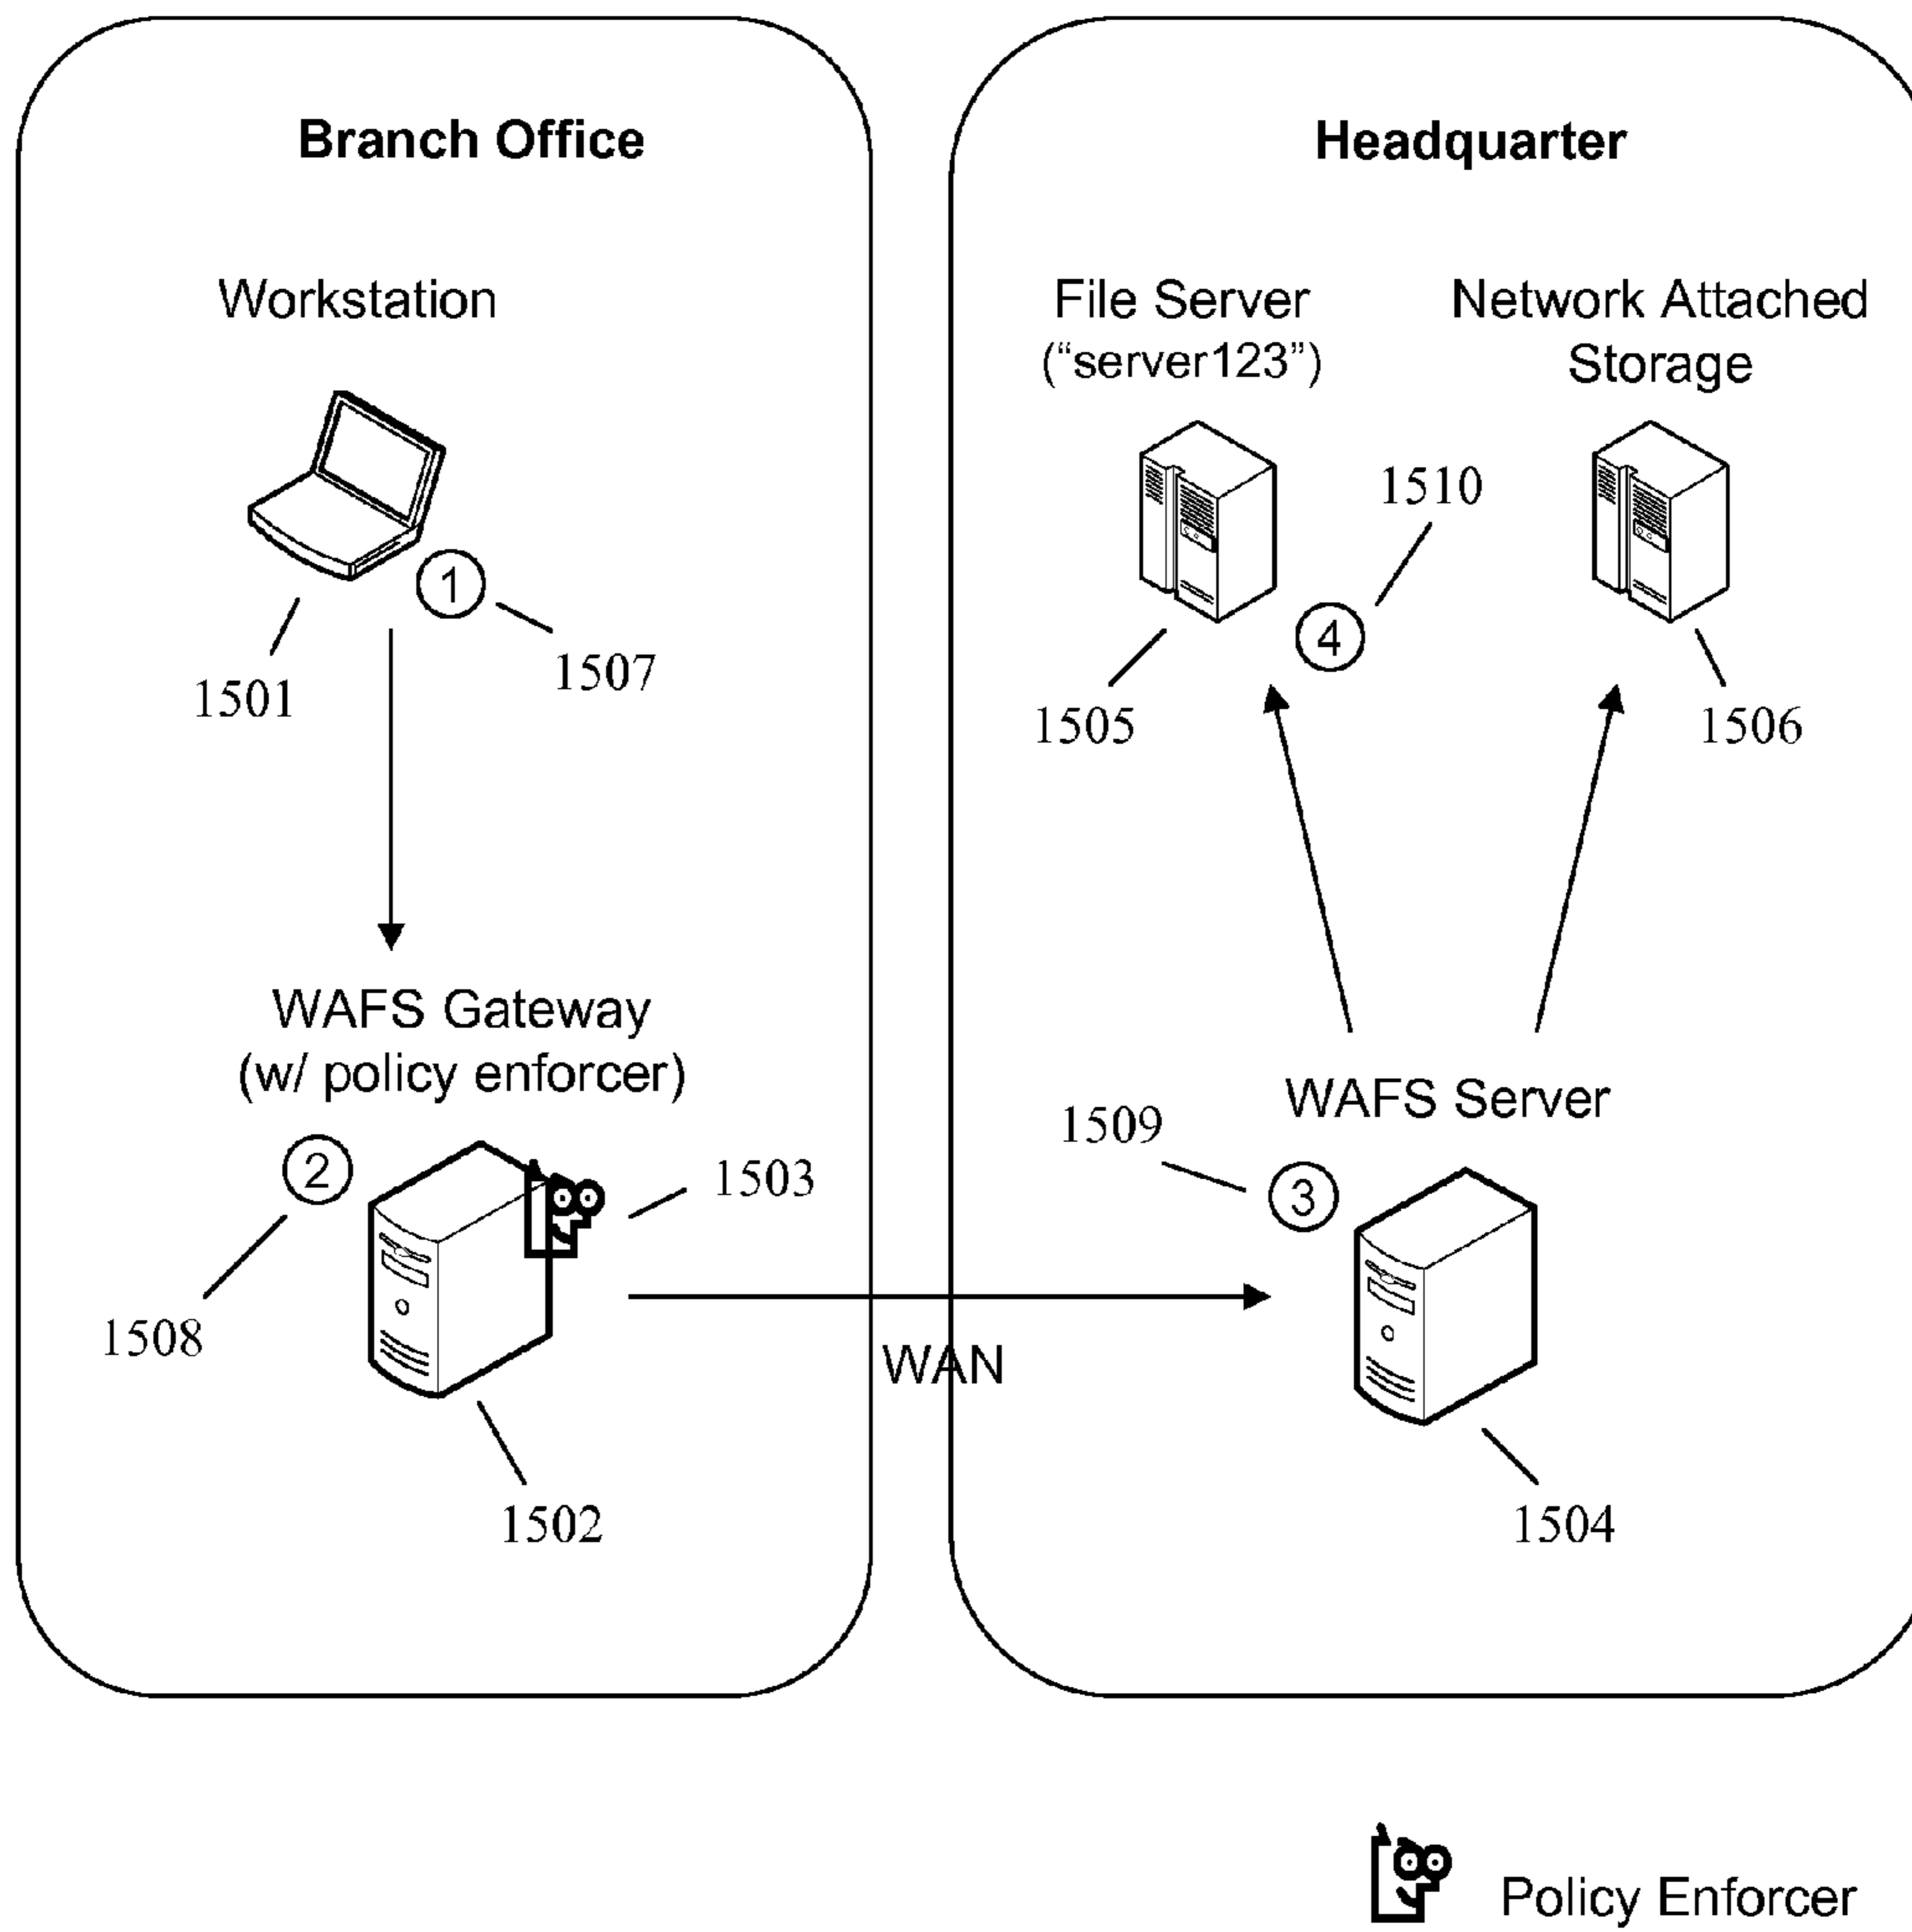 Branch Office
Workstation
1
1501
1507
WAFS Gateway
(w/ policy enforcer)
2
1503
1508
1502
WAN
Headquarter
File Server
(“server123”)
Network Attached
Storage
1510
4
1505
1506
WAFS Server
1509
3
1504
Policy Enforcer